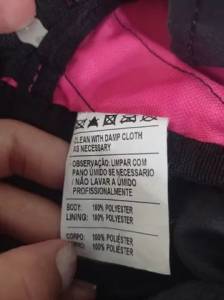 CLEAN WITH DAMP CLOTH
AS NECESSARY
OBSERVAÇÃO: LIMPAR COM
PANO ÚMIDO SE NECESSÁRIO
/ NÃO LAVAR A ÚMIDO
PROFISSIONALMENTE
BODY: 100% POLYESTER
LINING: 100% POLYESTER
CORPO: 100% POLIÉSTER
100% POLIÉSTER